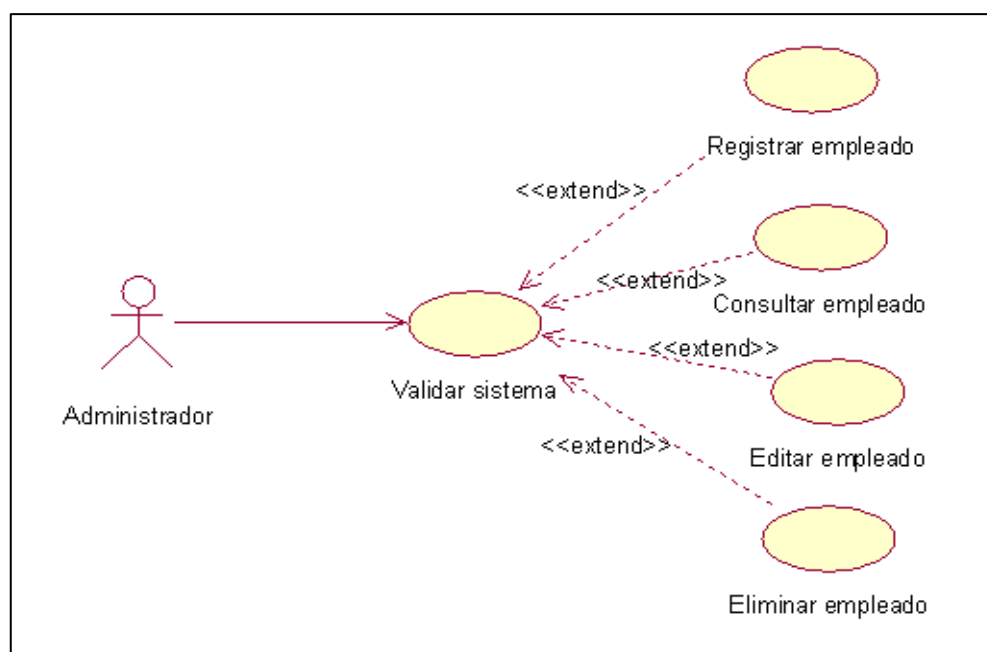 Registrar empleado
<<extend>>
<<extend>>
Consultar empleado
<<extend>>
Validar sistema
Administrador
<<extend>>
Editar empleado
Eliminar empleado